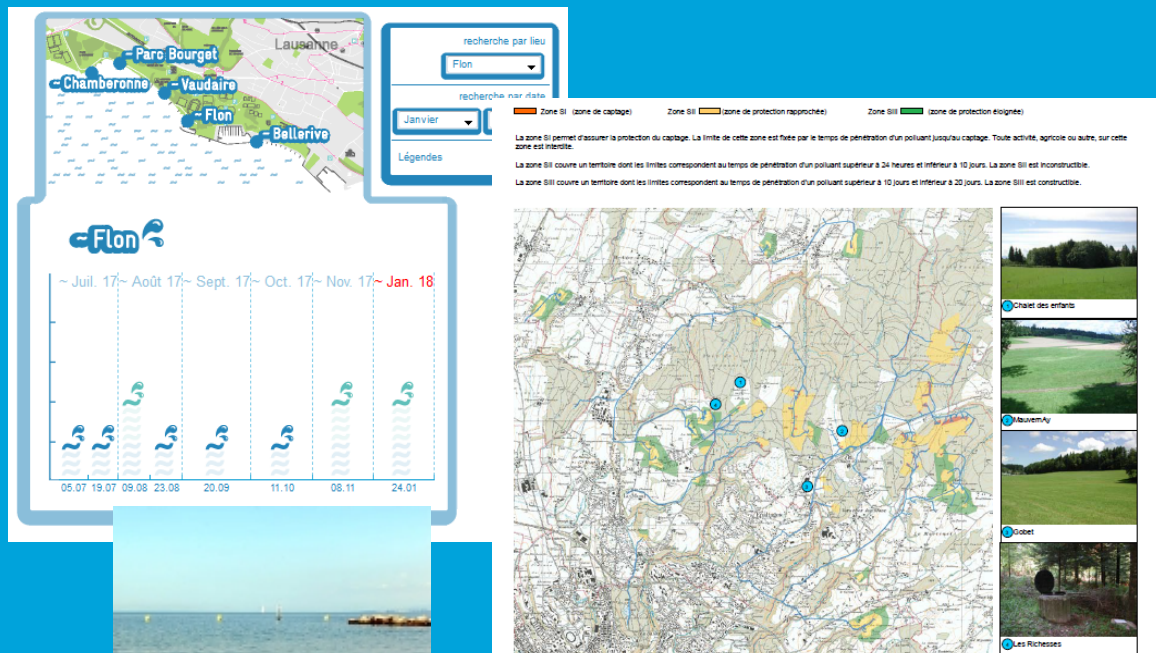 Lausanne
~ Parc Bourget
~ Chamberonne
~ Vaudaire
~ Flon
~ Bellerive
recherche par lieu
Flon
recherche par date
Janvier
Légendes
~ Flon
~ Juil. 17 ~ Août 17 ~ Sept. 17 ~ Oct. 17 ~ Nov. 17 ~ Jan. 18
05.07 19.07 09.08 23.08 20.09 11.10 08.11 24.01
Zone SI (zone de captage) Zone SII (zone de protection rapprochée) Zone SIII (zone de protection éloignée)
La zone SI permet d'assurer la protection du captage. La limite de cette zone est fixée par le temps de pénétration d'un poluant jusqu'au captage. Toute activité, agricole ou autre, sur cette
zone est interdite.
La zone SII couvre un territoire dont les limites correspondent au temps de pénétration d'un poluant supérieur à 24 heures et inférieur à 10 jours. La zone SII est inconstructible.
La zone SIII couvre un territoire dont les limites correspondent au temps de pénétration d'un poluant supérieur à 10 jours et inférieur à 20 jours. La zone SIII est constructible.
Chalet des enfants
MauvernAy
Gobet
Les Richesses